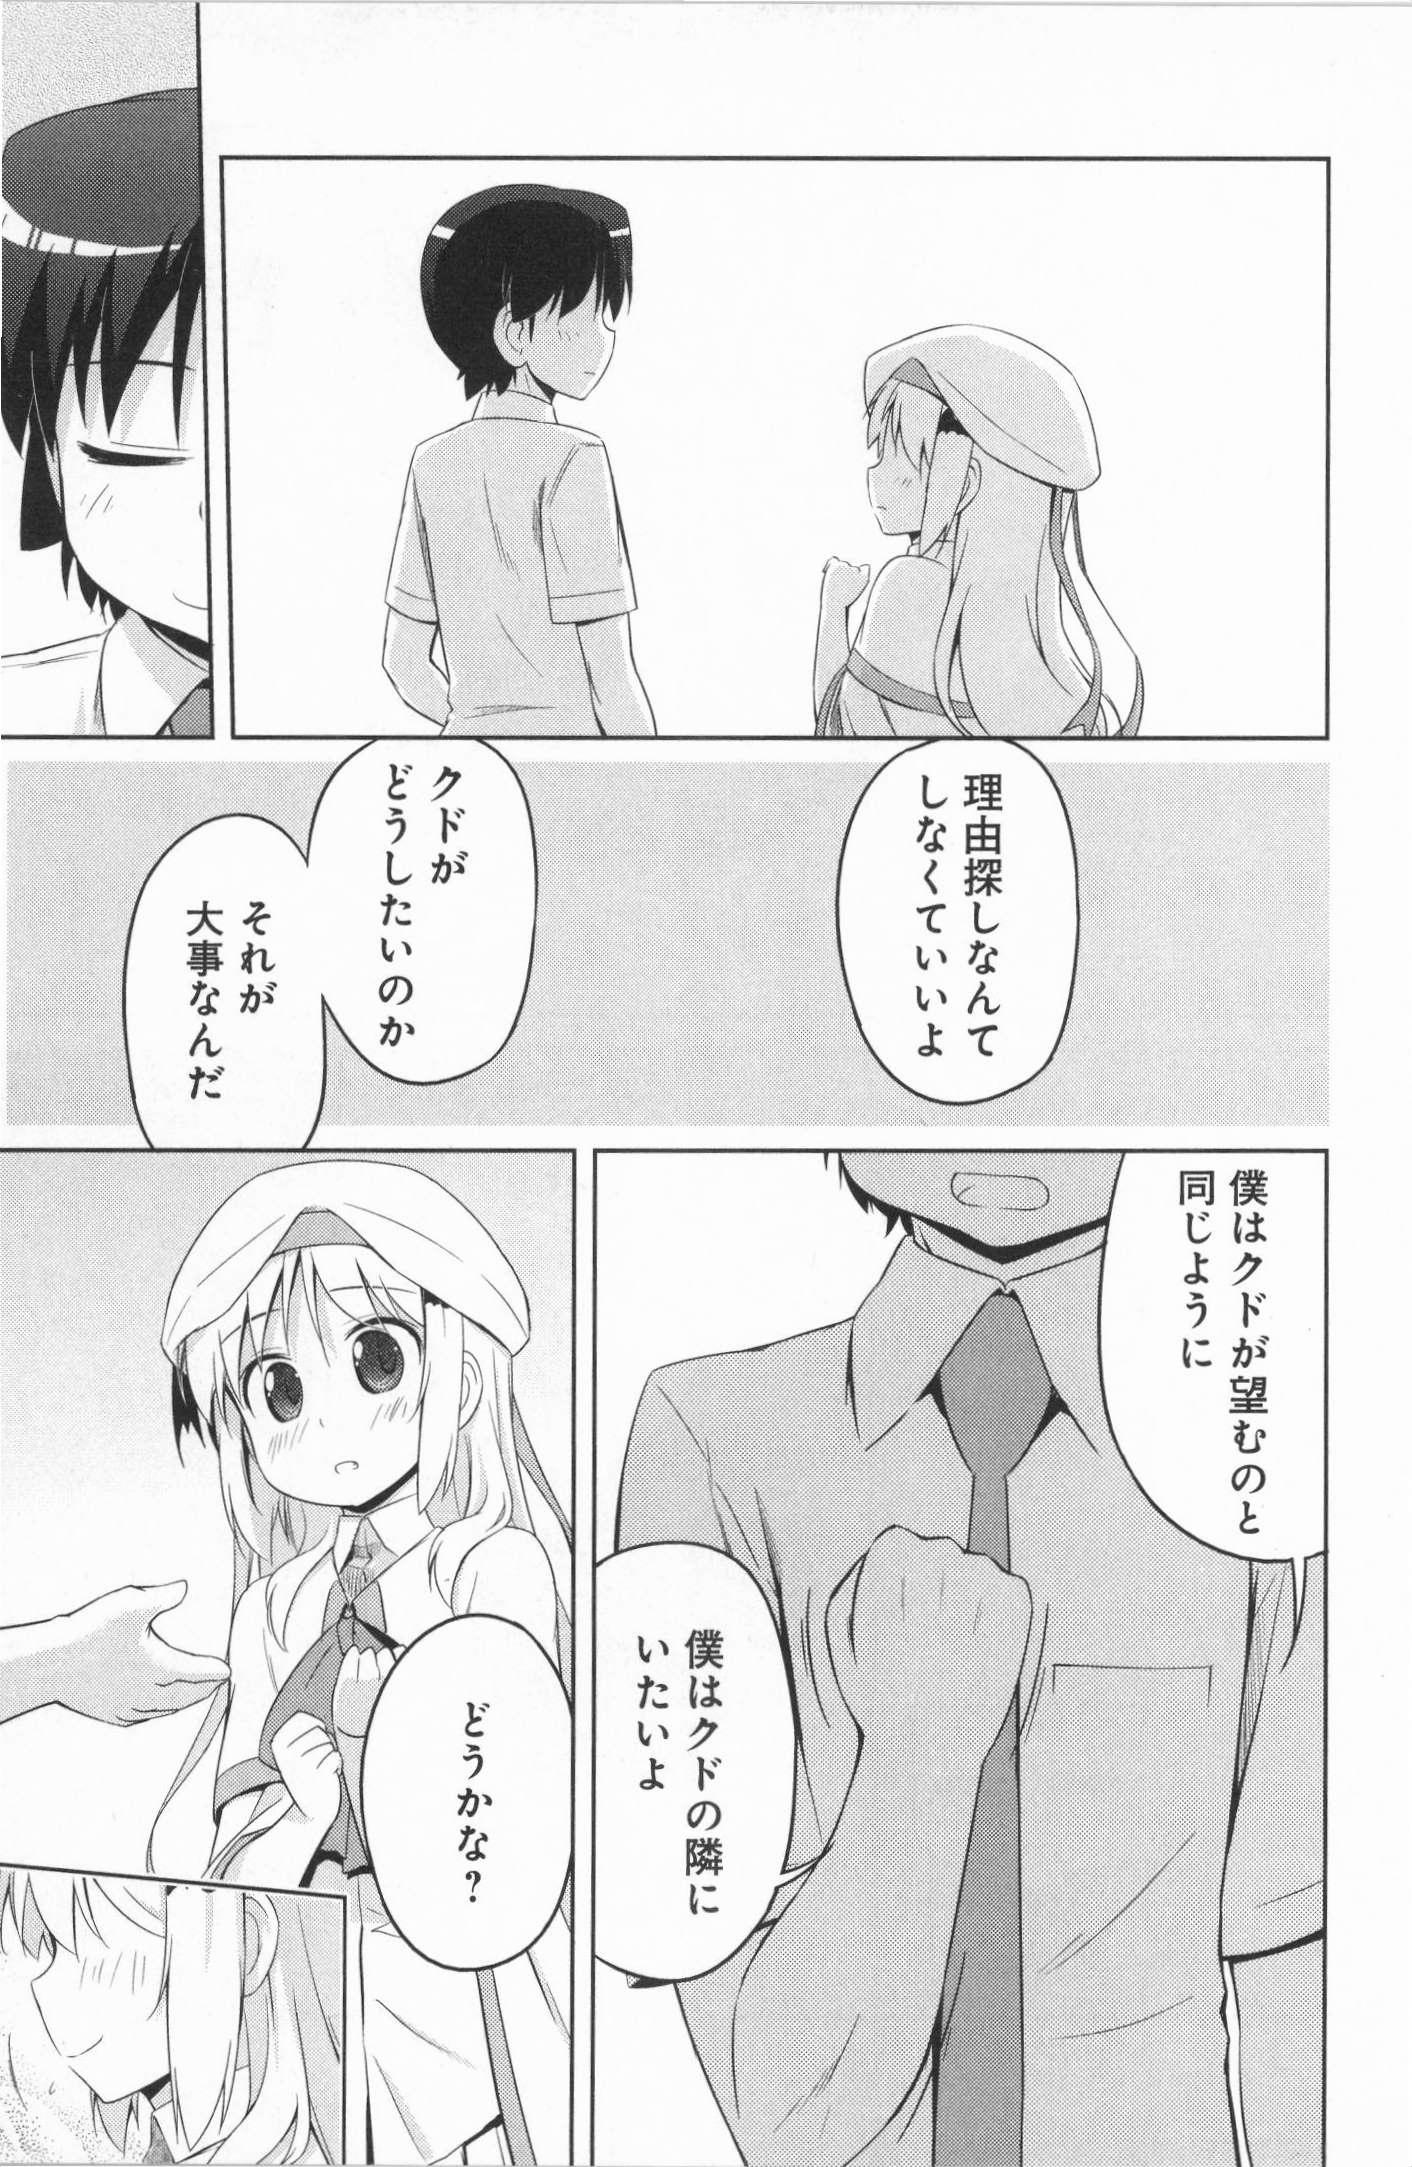 理由探しなんて
しなくていいよ
クドが
どうしたいのか
それが
大事なんだ
僕はクドが望むのと
同じように
僕はクドの隣に
いたいよ
どうかな?